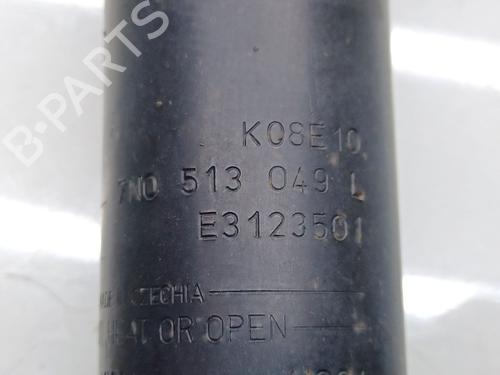 K08E10
7N0 513 049 L
E3123501
CZECHIA
HEAT OR OPEN
B-PARTS